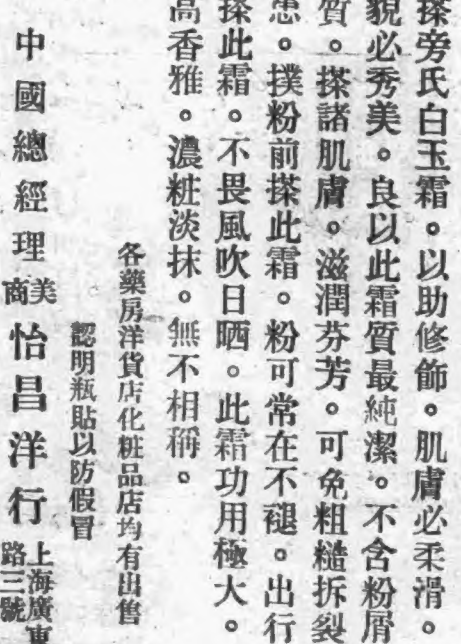 搽旁氏白玉霜。以助修飾。肌膚必柔滑。
貌必秀美。良以此霜質最純潔。不含粉屑
質。搽諸肌膚。滋潤芬芳。可免粗糙拆裂
患。撲粉前搽此霜。粉可常在不褪。出行
搽此霜。不畏風吹日晒。此霜功用極大。
高香雅。濃粧淡抹。無不相稱。
各藥房洋貨店化粧品店均有出售
認明瓶貼以防假冒
中國總經理美商怡昌洋行上海廣東路三號